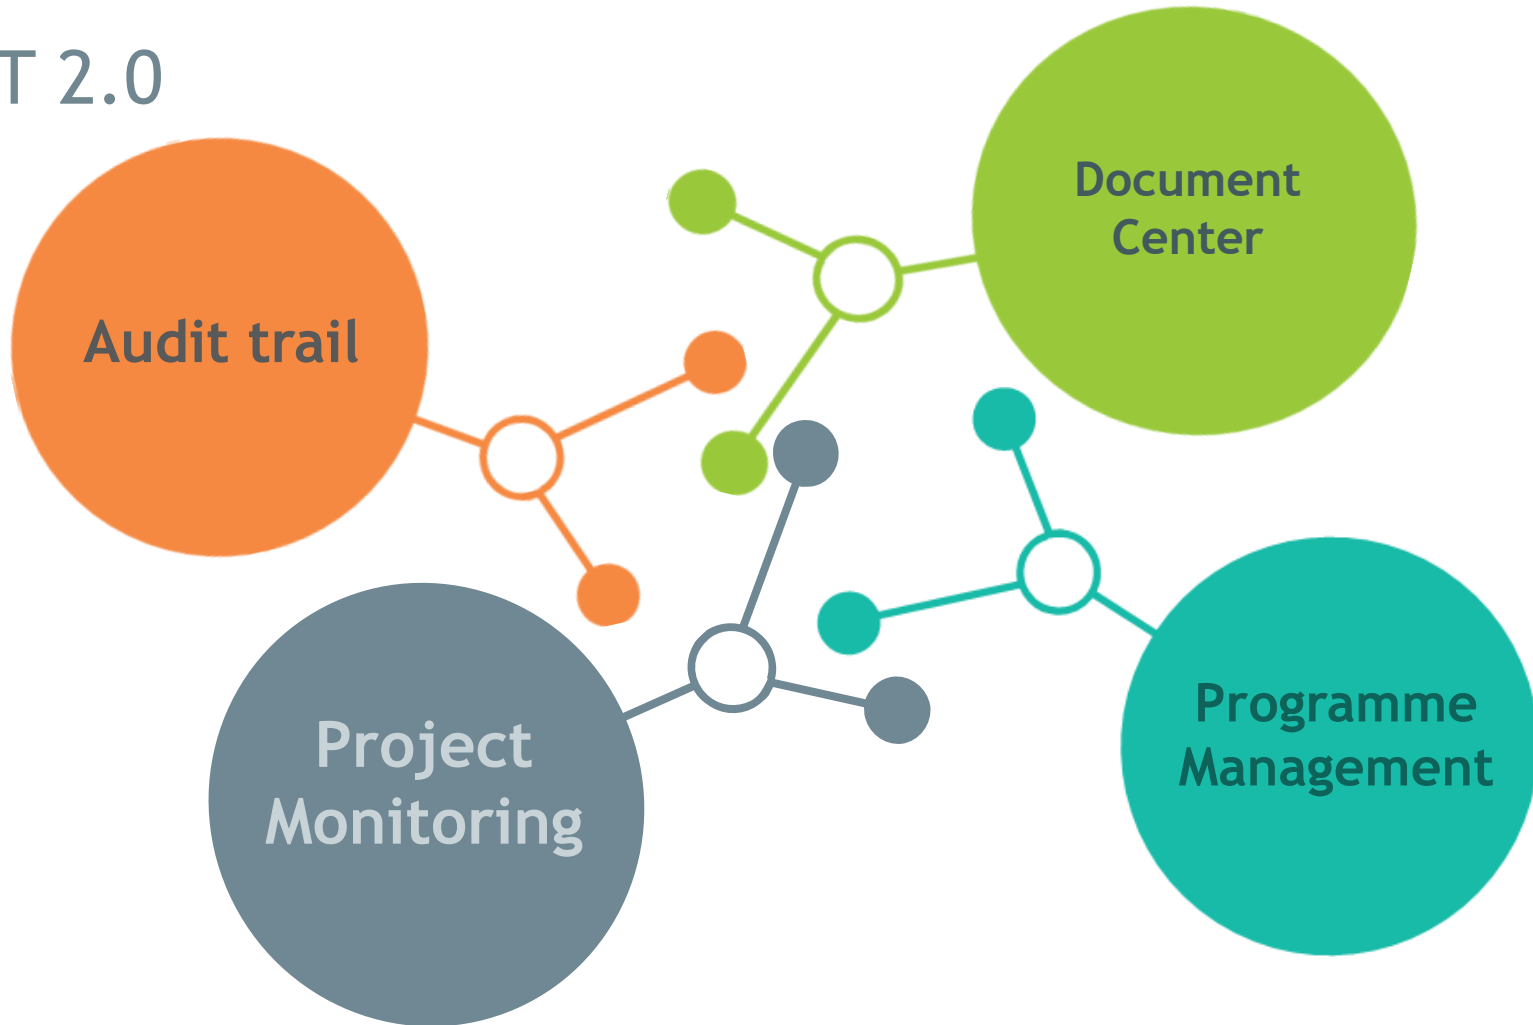 T 2.0
Document
Center
Audit trail
Programme
Management
Project
Monitoring